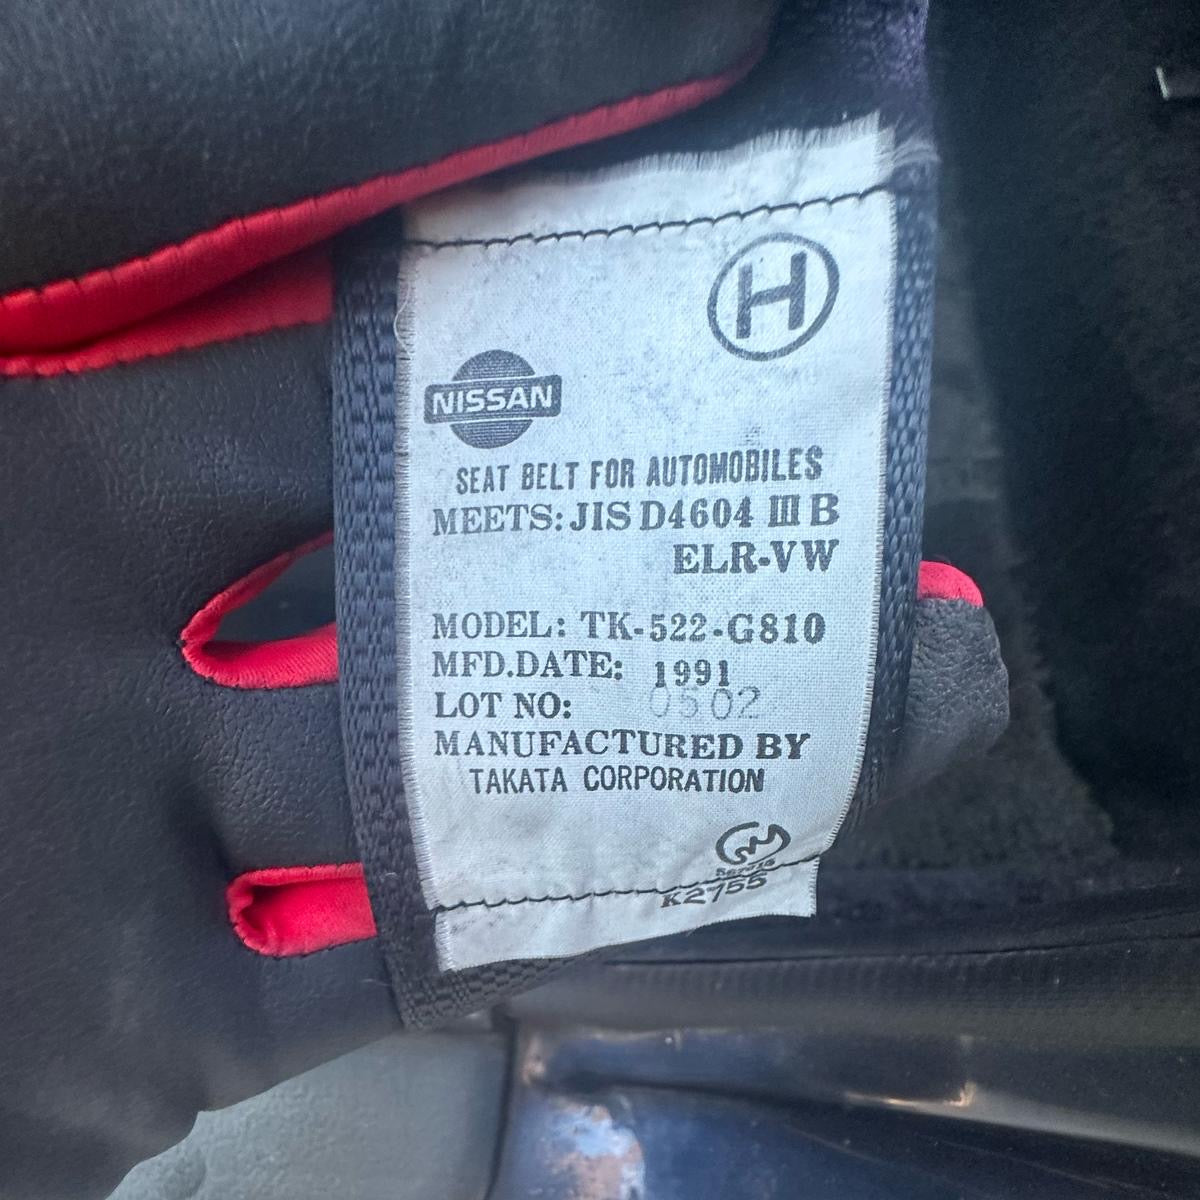 H
NISSAN
SEAT BELT FOR AUTOMOBILES
MEETS: JIS D4604 III B
ELR-VW
MODEL: TK-522-G810
MFD.DATE: 1991
LOT NO: 0502
MANUFACTURED BY
TAKATA CORPORATION
K2755